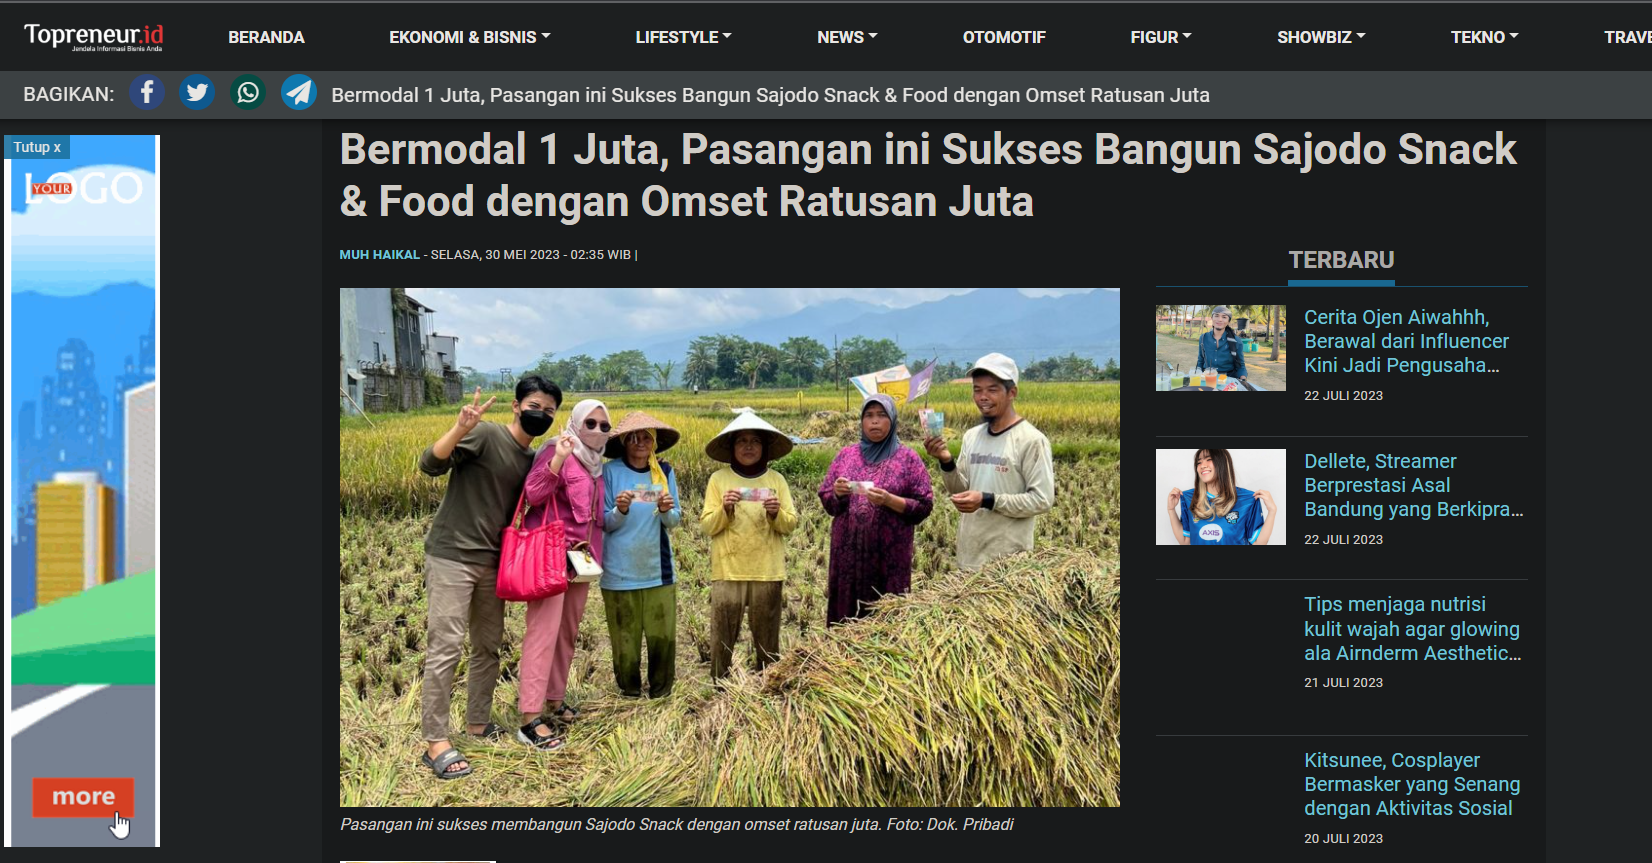 Topreneur.id
Jendela Informasi Bisnis Anda
BERANDA
EKONOMI & BISNIS
LIFESTYLE
NEWS
OTOMOTIF
FIGUR
SHOWBIZ
TEKNO
TRAVE
BAGIKAN:
Bermodal 1 Juta, Pasangan ini Sukses Bangun Sajodo Snack & Food dengan Omset Ratusan Juta
Tutup x
YOUR
LOGO
more
Bermodal 1 Juta, Pasangan ini Sukses Bangun Sajodo Snack
& Food dengan Omset Ratusan Juta
MUH HAIKAL - SELASA, 30 MEI 2023 - 02:35 WIB |
Pasangan ini sukses membangun Sajodo Snack dengan omset ratusan juta. Foto: Dok. Pribadi
TERBARU
Cerita Ojen Aiwahhh,
Berawal dari Influencer
Kini Jadi Pengusaha...
22 JULI 2023
AXIS
Dellete, Streamer
Berprestasi Asal
Bandung yang Berkipra...
22 JULI 2023
Tips menjaga nutrisi
kulit wajah agar glowing
ala Airnderm Aesthetic...
21 JULI 2023
Kitsunee, Cosplayer
Bermasker yang Senang
dengan Aktivitas Sosial
20 JULI 2023